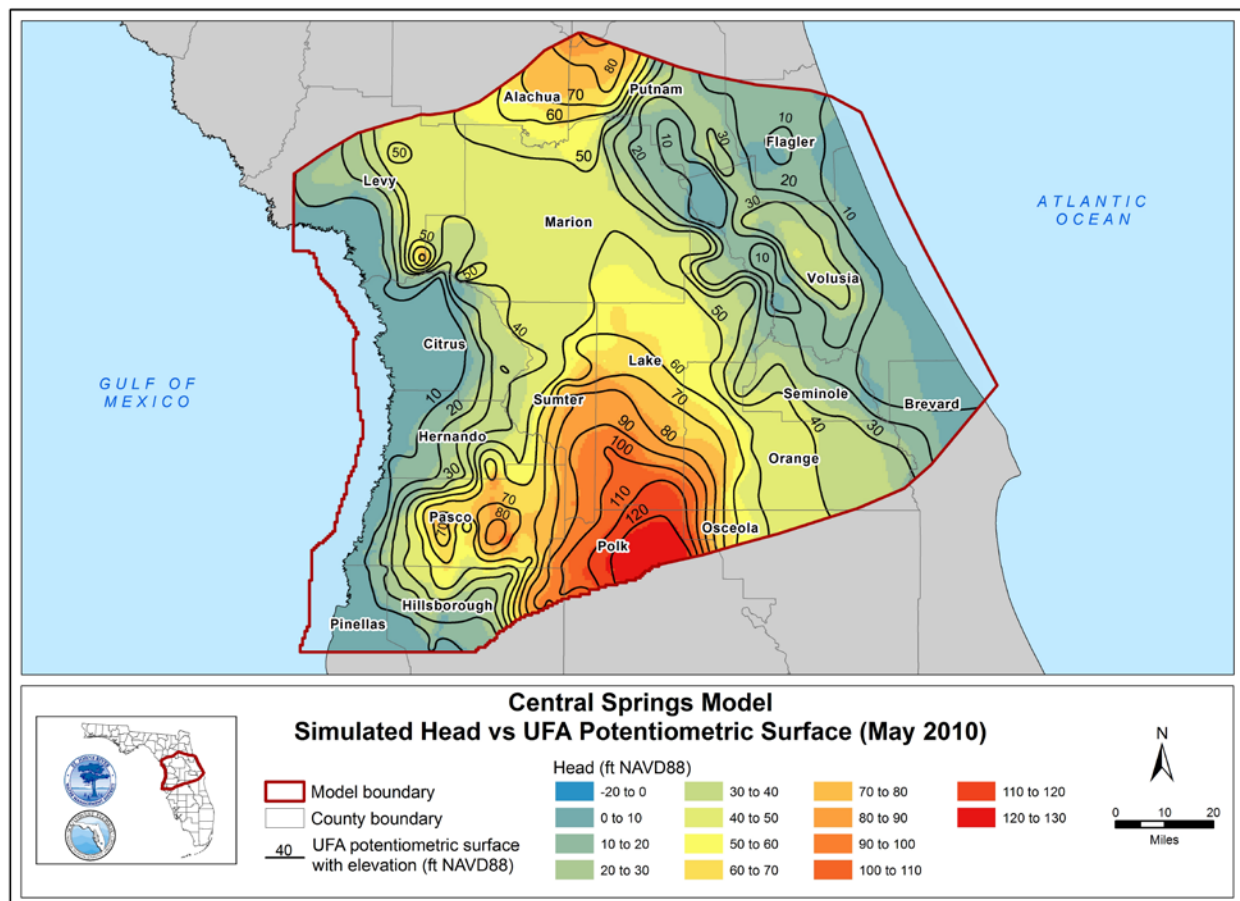 80
Alachua
Putnam
70
60
10
10
30
Flagler
50
50
20
Levy
20
30
10
ATLANTIC
OCEAN
Marion
50
10
50
Volusia
50
40
Citrus
60
Lake
GULF OF
MEXICO
70
Seminole
10
Sumter
Brevard
20
90
80
40
30
Hernando
100
30
Orange
70
110
Pasco
80
70
120
Osceola
Polk
Hillsborough
Pinellas
Central Springs Model
Simulated Head vs UFA Potentiometric Surface (May 2010)
N
Head (ft NAVD88)
Model boundary
County boundary
40 UFA potentiometric surface
with elevation (ft NAVD88)
-20 to 0
0 to 10
10 to 20
20 to 30
30 to 40
40 to 50
50 to 60
60 to 70
70 to 80
80 to 90
90 to 100
100 to 110
110 to 120
120 to 130
0 10 20
Miles